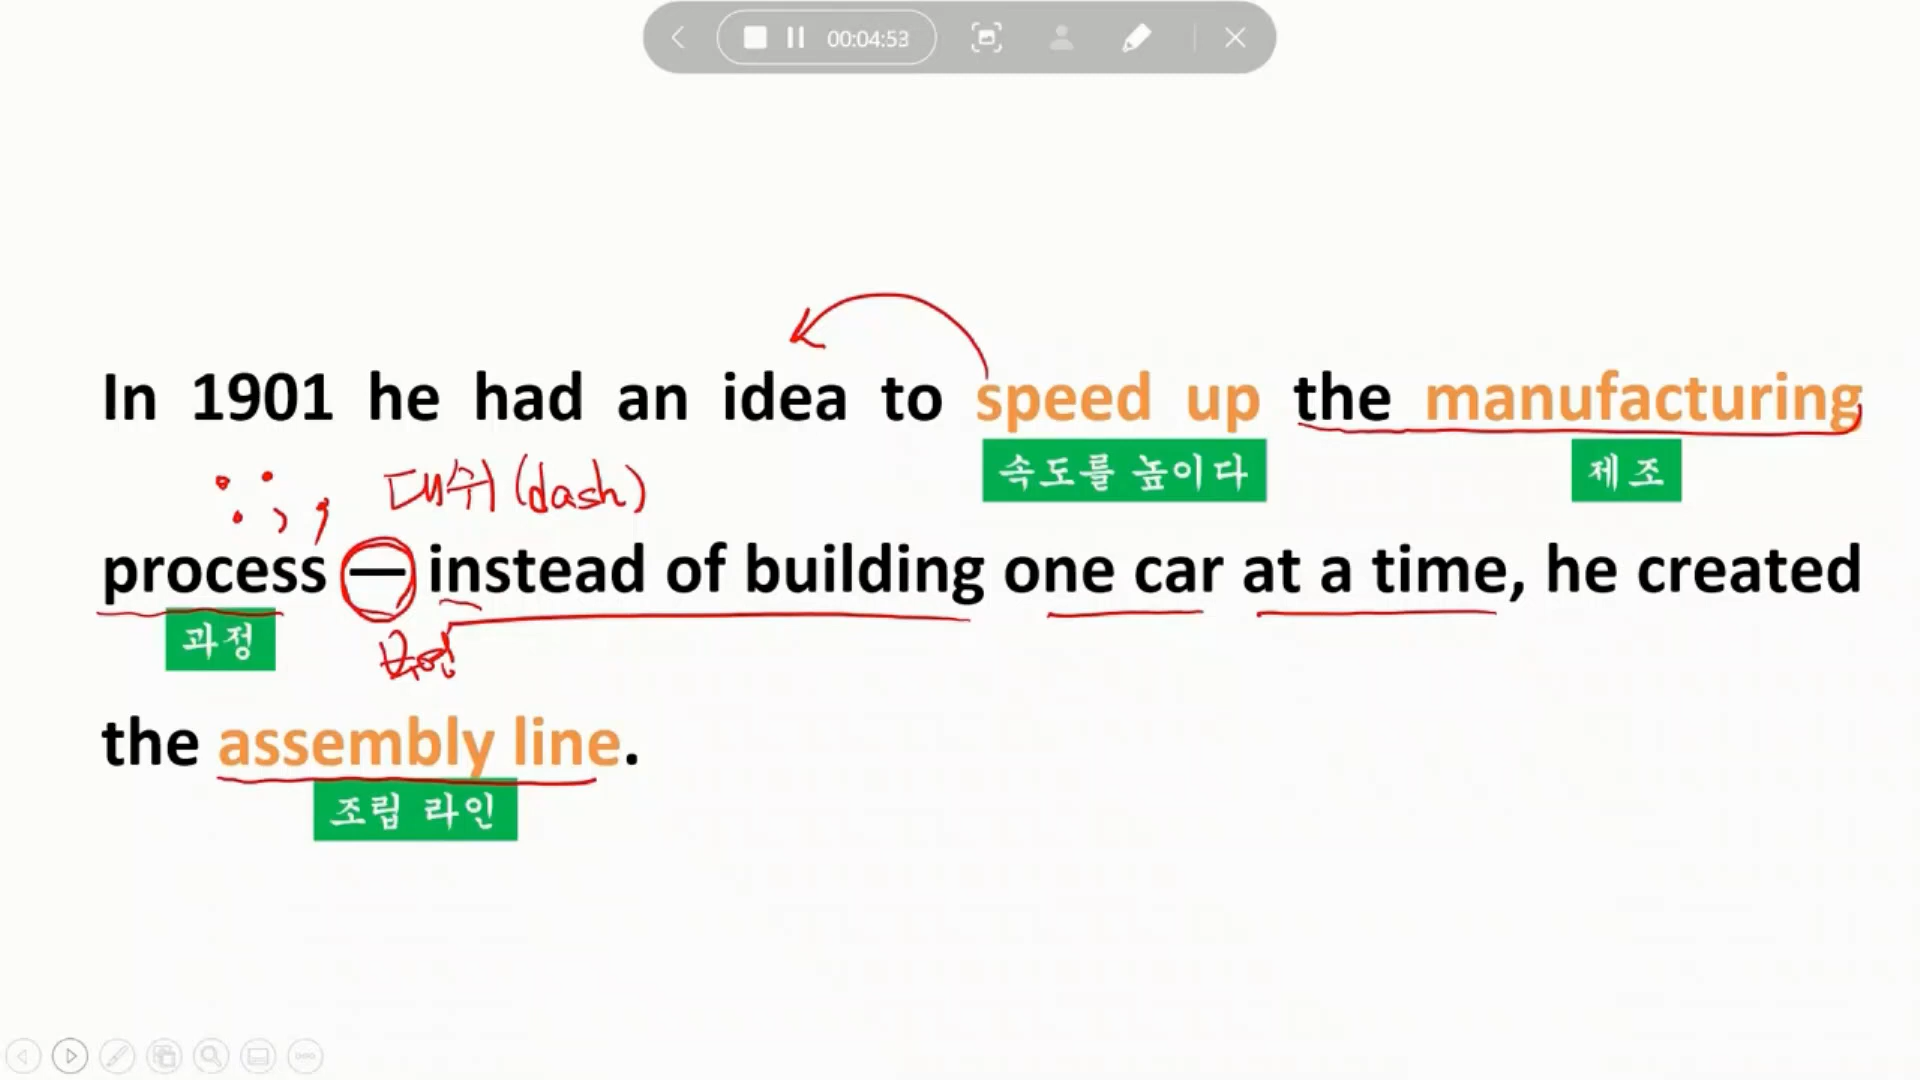 00:04:53
In 1901 he had an idea to speed up the manufacturing
속도를 높이다 제조
: ; , 대쉬 (dash)
process — instead of building one car at a time, he created
과정
the assembly line.
조립 라인